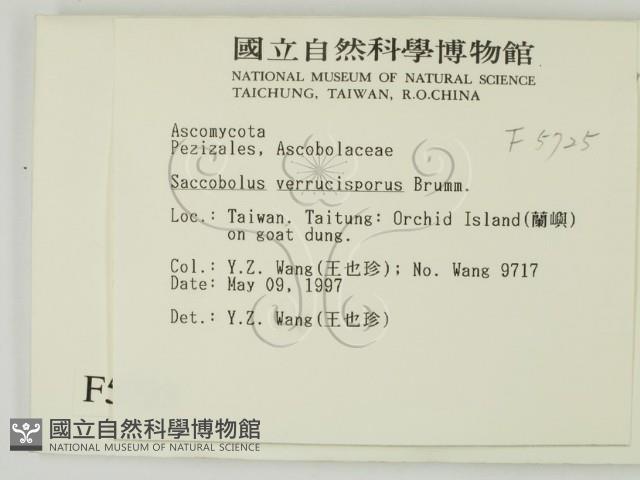 國立自然科學博物館
NATIONAL MUSEUM OF NATURAL SCIENCE
TAICHUNG, TAIWAN, R.O.CHINA
F5725
Ascomycota
Pezizales, Ascobolaceae
Saccobolus verrucisporus Brumm.
Loc.: Taiwan. Taitung: Orchid Island(蘭嶼)
on goat dung.
Col.: Y.Z. Wang(王也珍); No. Wang 9717
Date: May 09, 1997
Det.: Y.Z. Wang(王也珍)
F5
國立自然科學博物館
NATIONAL MUSEUM OF NATURAL SCIENCE